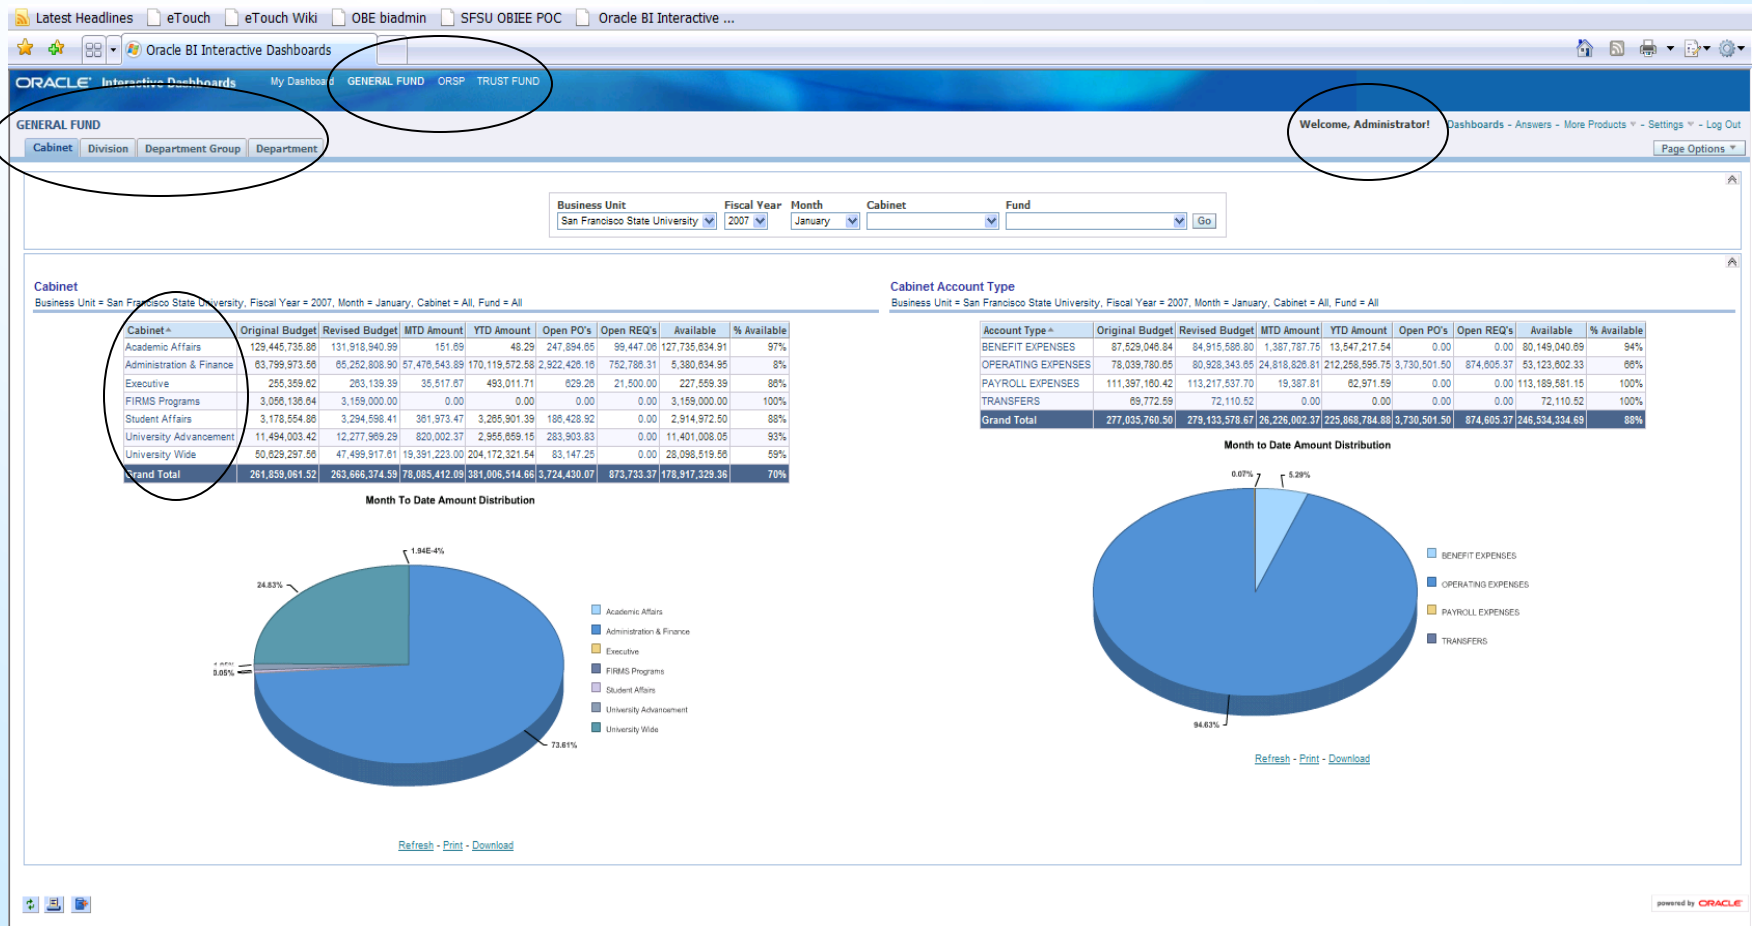 Latest Headlines eTouch eTouch Wiki OBE biadmin SFSU OBIEE POC Oracle BI Interactive ...
Oracle BI Interactive Dashboards
ORACLE Interactive Dashboards My Dashboard GENERAL FUND ORSP TRUST FUND
GENERAL FUND
Welcome, Administrator! Dashboards - Answers - More Products - Settings - Log Out
Cabinet Division Department Group Department
Page Options
Business Unit Fiscal Year Month Cabinet Fund
San Francisco State University 2007 January Go
Cabinet
Business Unit = San Francisco State University, Fiscal Year = 2007, Month = January, Cabinet = All, Fund = All
Cabinet Original Budget Revised Budget MTD Amount YTD Amount Open PO's Open REQ's Available % Available
Academic Affairs 129,445,735.86 131,918,940.99 151.69 48.29 247,894.65 99,447.06 127,735,634.91 97%
Administration & Finance 63,799,973.56 65,252,808.90 57,476,543.89 170,119,572.58 2,922,426.16 752,786.31 5,380,634.95 8%
Executive 255,359.62 263,139.39 35,517.67 493,011.71 629.26 21,500.00 227,559.39 86%
FIRMS Programs 3,056,136.64 3,159,000.00 0.00 0.00 0.00 0.00 3,159,000.00 100%
Student Affairs 3,178,554.86 3,294,598.41 361,973.47 3,265,901.39 186,428.92 0.00 2,914,972.50 88%
University Advancement 11,494,003.42 12,277,969.29 820,002.37 2,955,659.15 283,903.83 0.00 11,401,008.05 93%
University Wide 50,629,297.56 47,499,917.61 19,391,223.00 204,172,321.54 83,147.25 0.00 28,098,519.56 59%
Grand Total 261,859,061.52 263,666,374.59 78,085,412.09 381,006,514.66 3,724,430.07 873,733.37 178,917,329.36 70%
Month To Date Amount Distribution
1.94E-4%
24.83%
3.05%
73.61%
Academic Affairs
Administration & Finance
Executive
FIRMS Programs
Student Affairs
University Advancement
University Wide
Refresh - Print - Download
Cabinet Account Type
Business Unit = San Francisco State University, Fiscal Year = 2007, Month = January, Cabinet = All, Fund = All
Account Type Original Budget Revised Budget MTD Amount YTD Amount Open PO's Open REQ's Available % Available
BENEFIT EXPENSES 87,529,046.84 84,915,586.80 1,387,787.75 13,547,217.54 0.00 0.00 80,149,040.69 94%
OPERATING EXPENSES 78,039,780.65 80,928,343.65 24,818,826.81 212,258,595.75 3,730,501.50 874,605.37 53,123,602.33 66%
PAYROLL EXPENSES 111,397,160.42 113,217,537.70 19,387.81 62,971.59 0.00 0.00 113,189,581.15 100%
TRANSFERS 69,772.59 72,110.52 0.00 0.00 0.00 0.00 72,110.52 100%
Grand Total 277,035,760.50 279,133,578.67 26,226,002.37 225,868,784.88 3,730,501.50 874,605.37 246,534,334.69 88%
Month to Date Amount Distribution
0.07% 5.29%
94.63%
BENEFIT EXPENSES
OPERATING EXPENSES
PAYROLL EXPENSES
TRANSFERS
Refresh - Print - Download
powered by ORACLE